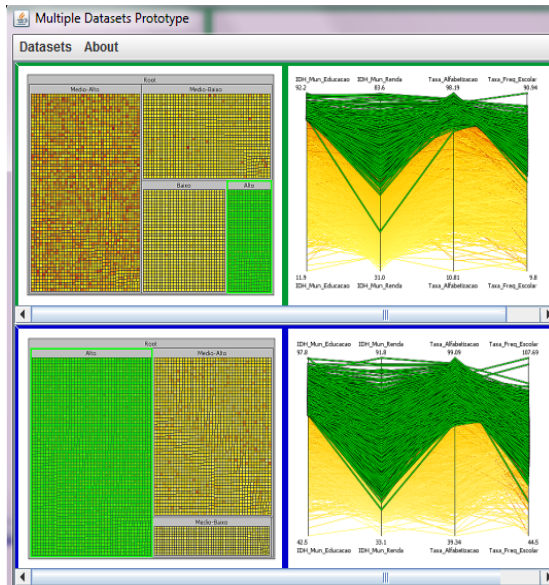 Multiple Datasets Prototype
Datasets About
Root
Medio-Alto Medio-Baixo
Baixo Alto
IDH_Mun_Educacao IDH_Mun_Renda Taxa_Alfabetizacao Taxa_Freq_Escolar
92.2 83.6 98.19 90.94
11.9 31.0 10.81 9.8
IDH_Mun_Educacao IDH_Mun_Renda Taxa_Alfabetizacao Taxa_Freq_Escolar
Root
Alto Medio-Alto
Medio-Baixo
IDH_Mun_Educacao IDH_Mun_Renda Taxa_Alfabetizacao Taxa_Freq_Escolar
97.8 91.8 99.09 107.69
42.5 33.1 39.34 44.5
IDH_Mun_Educacao IDH_Mun_Renda Taxa_Alfabetizacao Taxa_Freq_Escolar